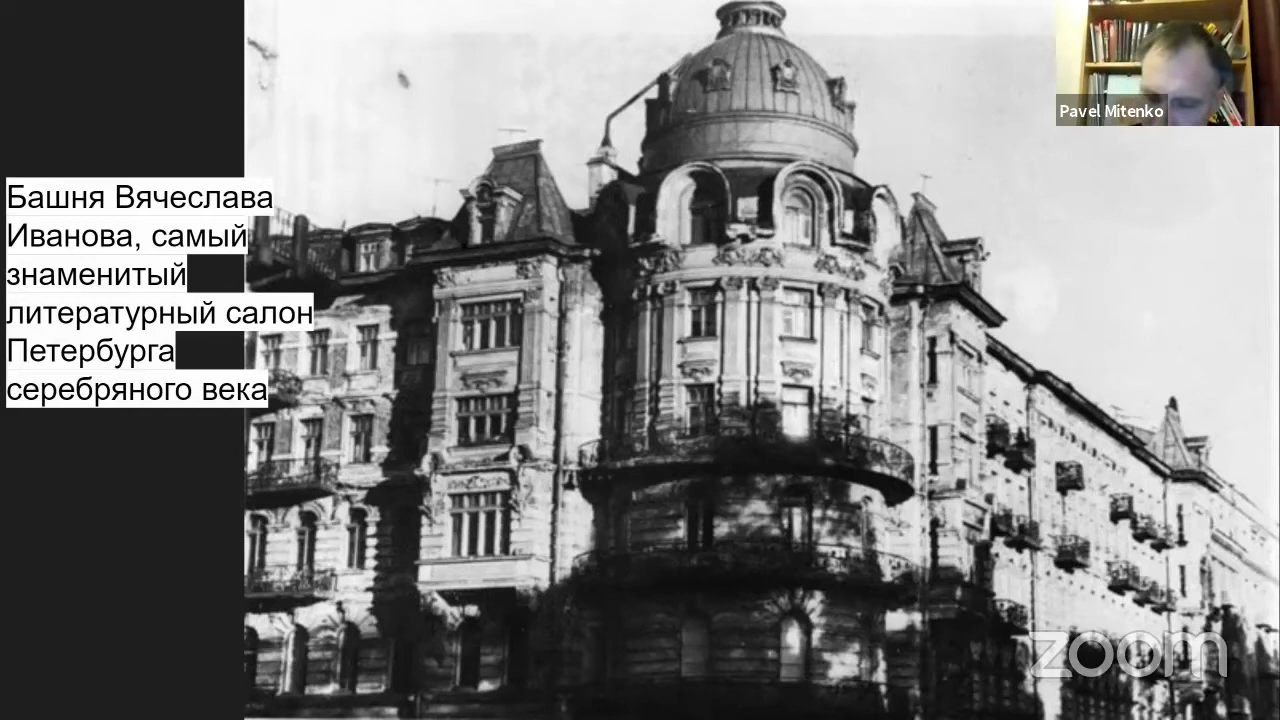 Башня Вячеслава
Иванова, самый
знаменитый
литературный салон
Петербурга
серебряного века
Pavel Mitenko
zoom